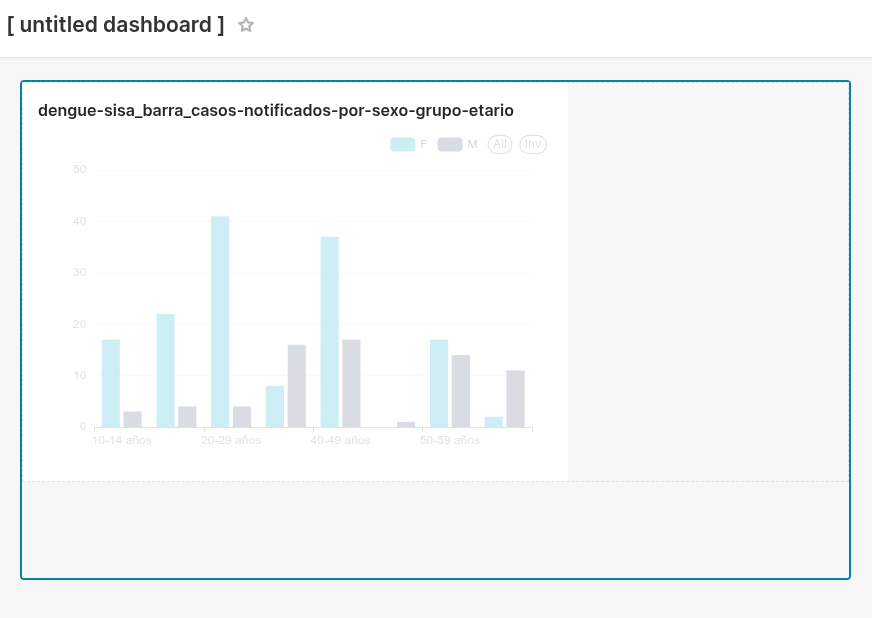 [ untitled dashboard ]
dengue-sisa_barra_casos-notificados-por-sexo-grupo-etario
F M All Inv
50
40
30
20
10
0
10-14 años 20-29 años 40-49 años 50-59 años